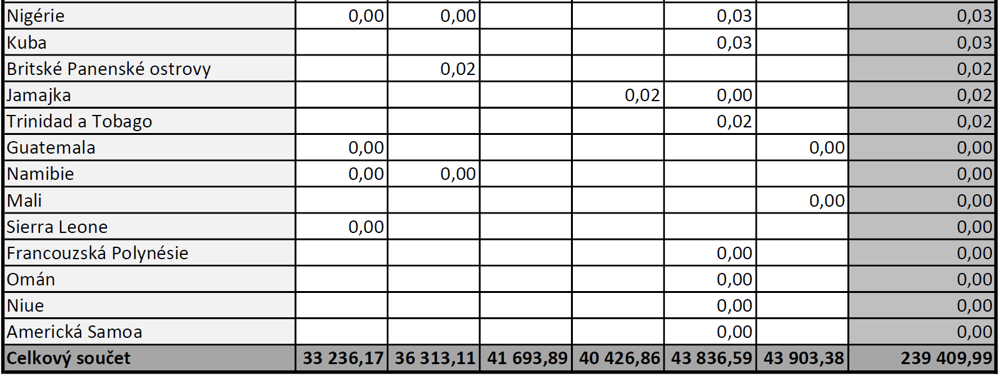 Nigérie 0,00 0,00 0,03 0,03
Kuba 0,03 0,03
Britské Panenské ostrovy 0,02 0,02
Jamajka 0,02 0,00 0,02
Trinidad a Tobago 0,02 0,02
Guatemala 0,00 0,00 0,00
Namibie 0,00 0,00 0,00
Mali 0,00 0,00
Sierra Leone 0,00 0,00
Francouzská Polynésie 0,00 0,00
Omán 0,00 0,00
Niue 0,00 0,00
Americká Samoa 0,00 0,00
Celkový součet 33 236,17 36 313,11 41 693,89 40 426,86 43 836,59 43 903,38 239 409,99